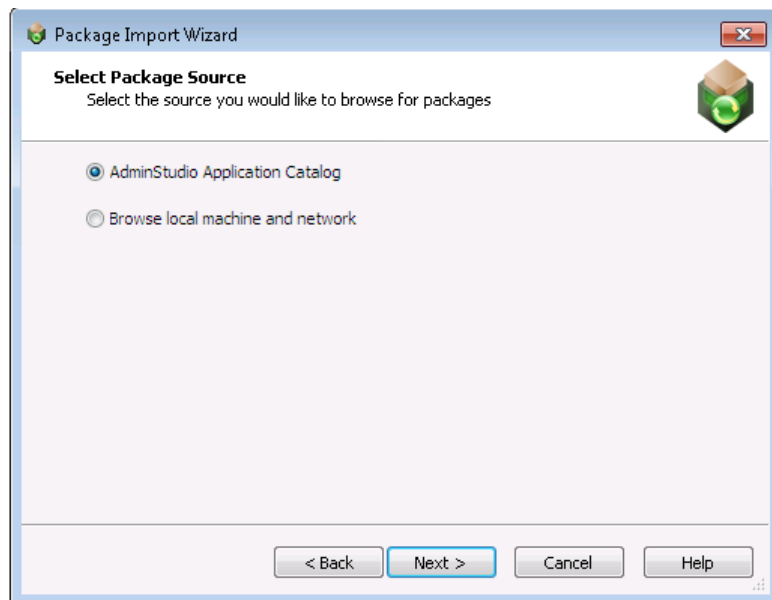 Package Import Wizard
Select Package Source
Select the source you would like to browse for packages
AdminStudio Application Catalog
Browse local machine and network
< Back Next > Cancel Help